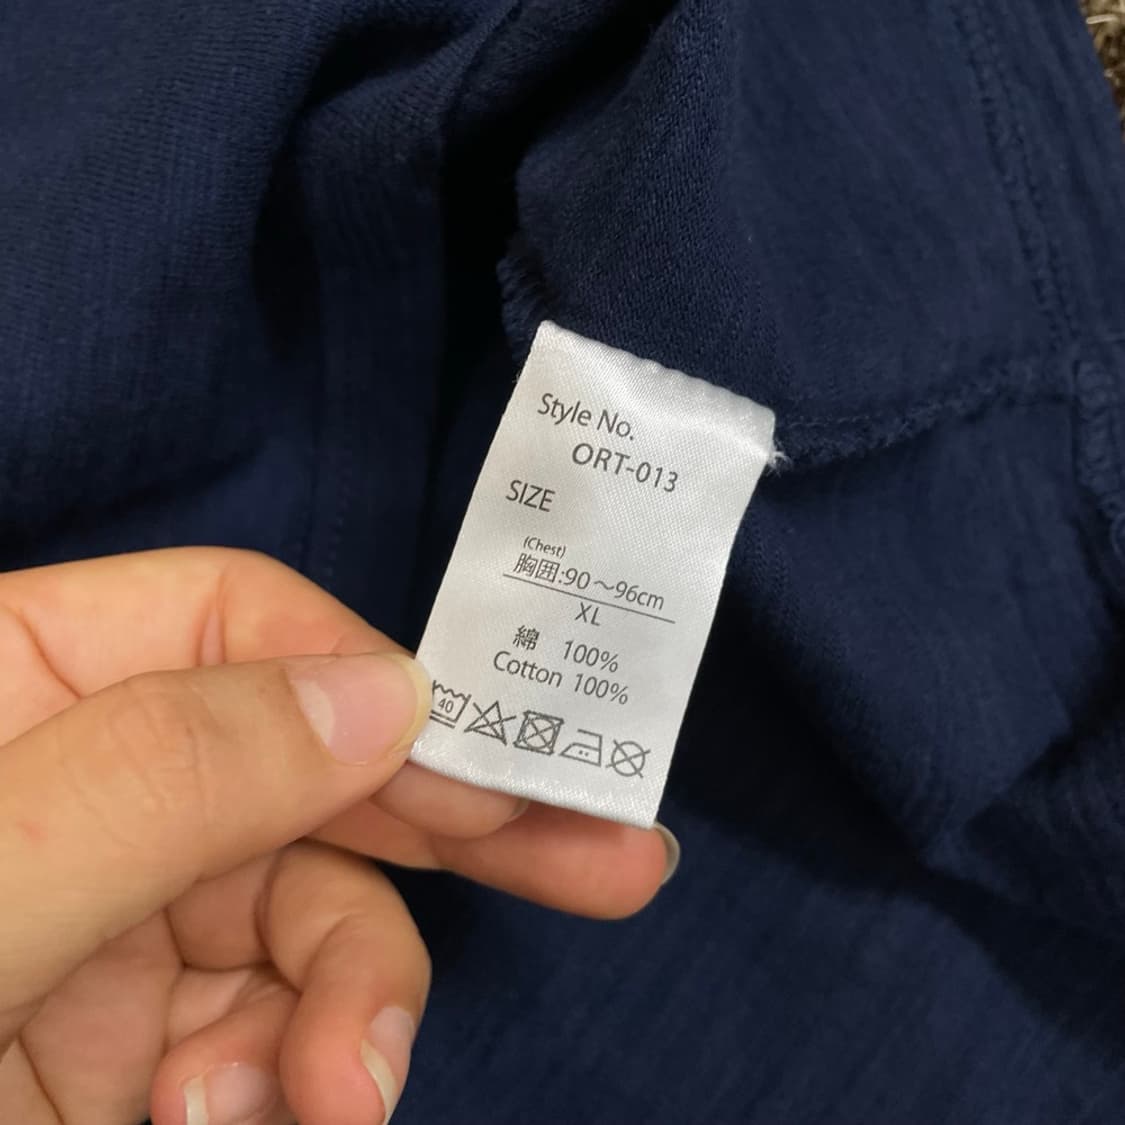 Style No.
ORT-013
SIZE
(Chest)
胸囲:90～96cm
XL
綿 100%
Cotton 100%
40